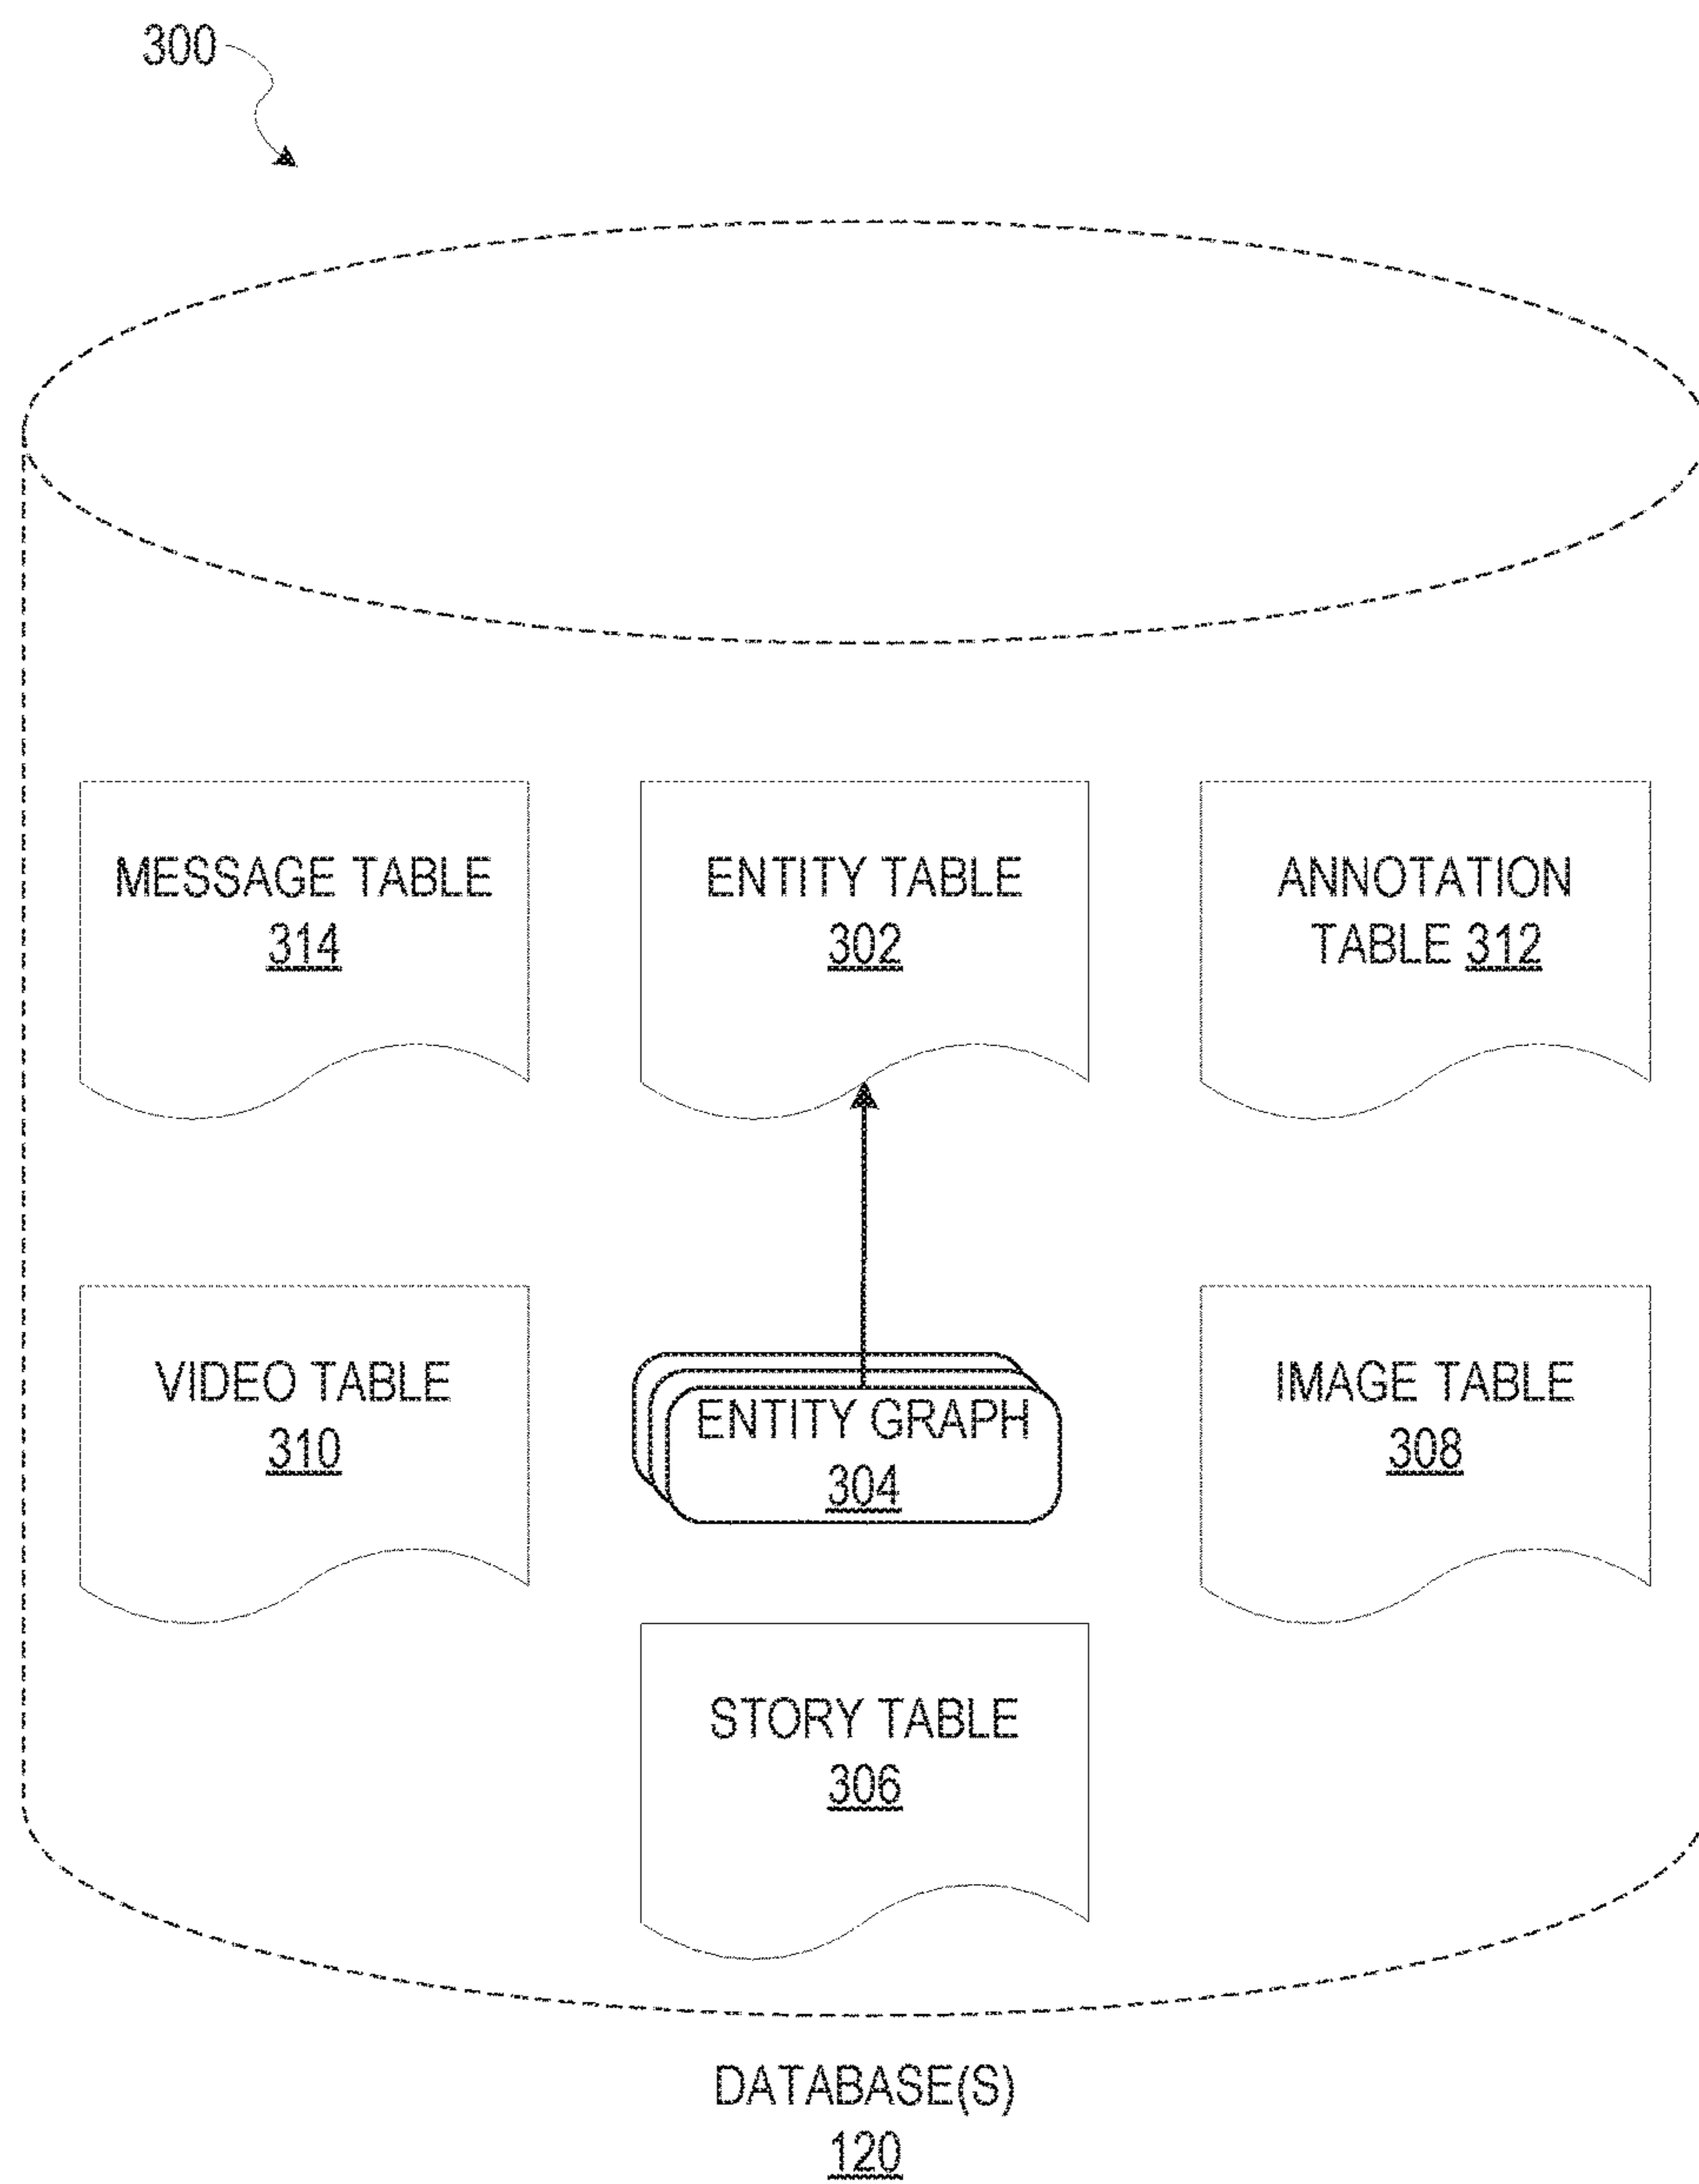 300
MESSAGE TABLE
314
ENTITY TABLE
302
ANNOTATION
TABLE 312
VIDEO TABLE
310
ENTITY GRAPH
304
IMAGE TABLE
308
STORY TABLE
306
DATABASE(S)
120